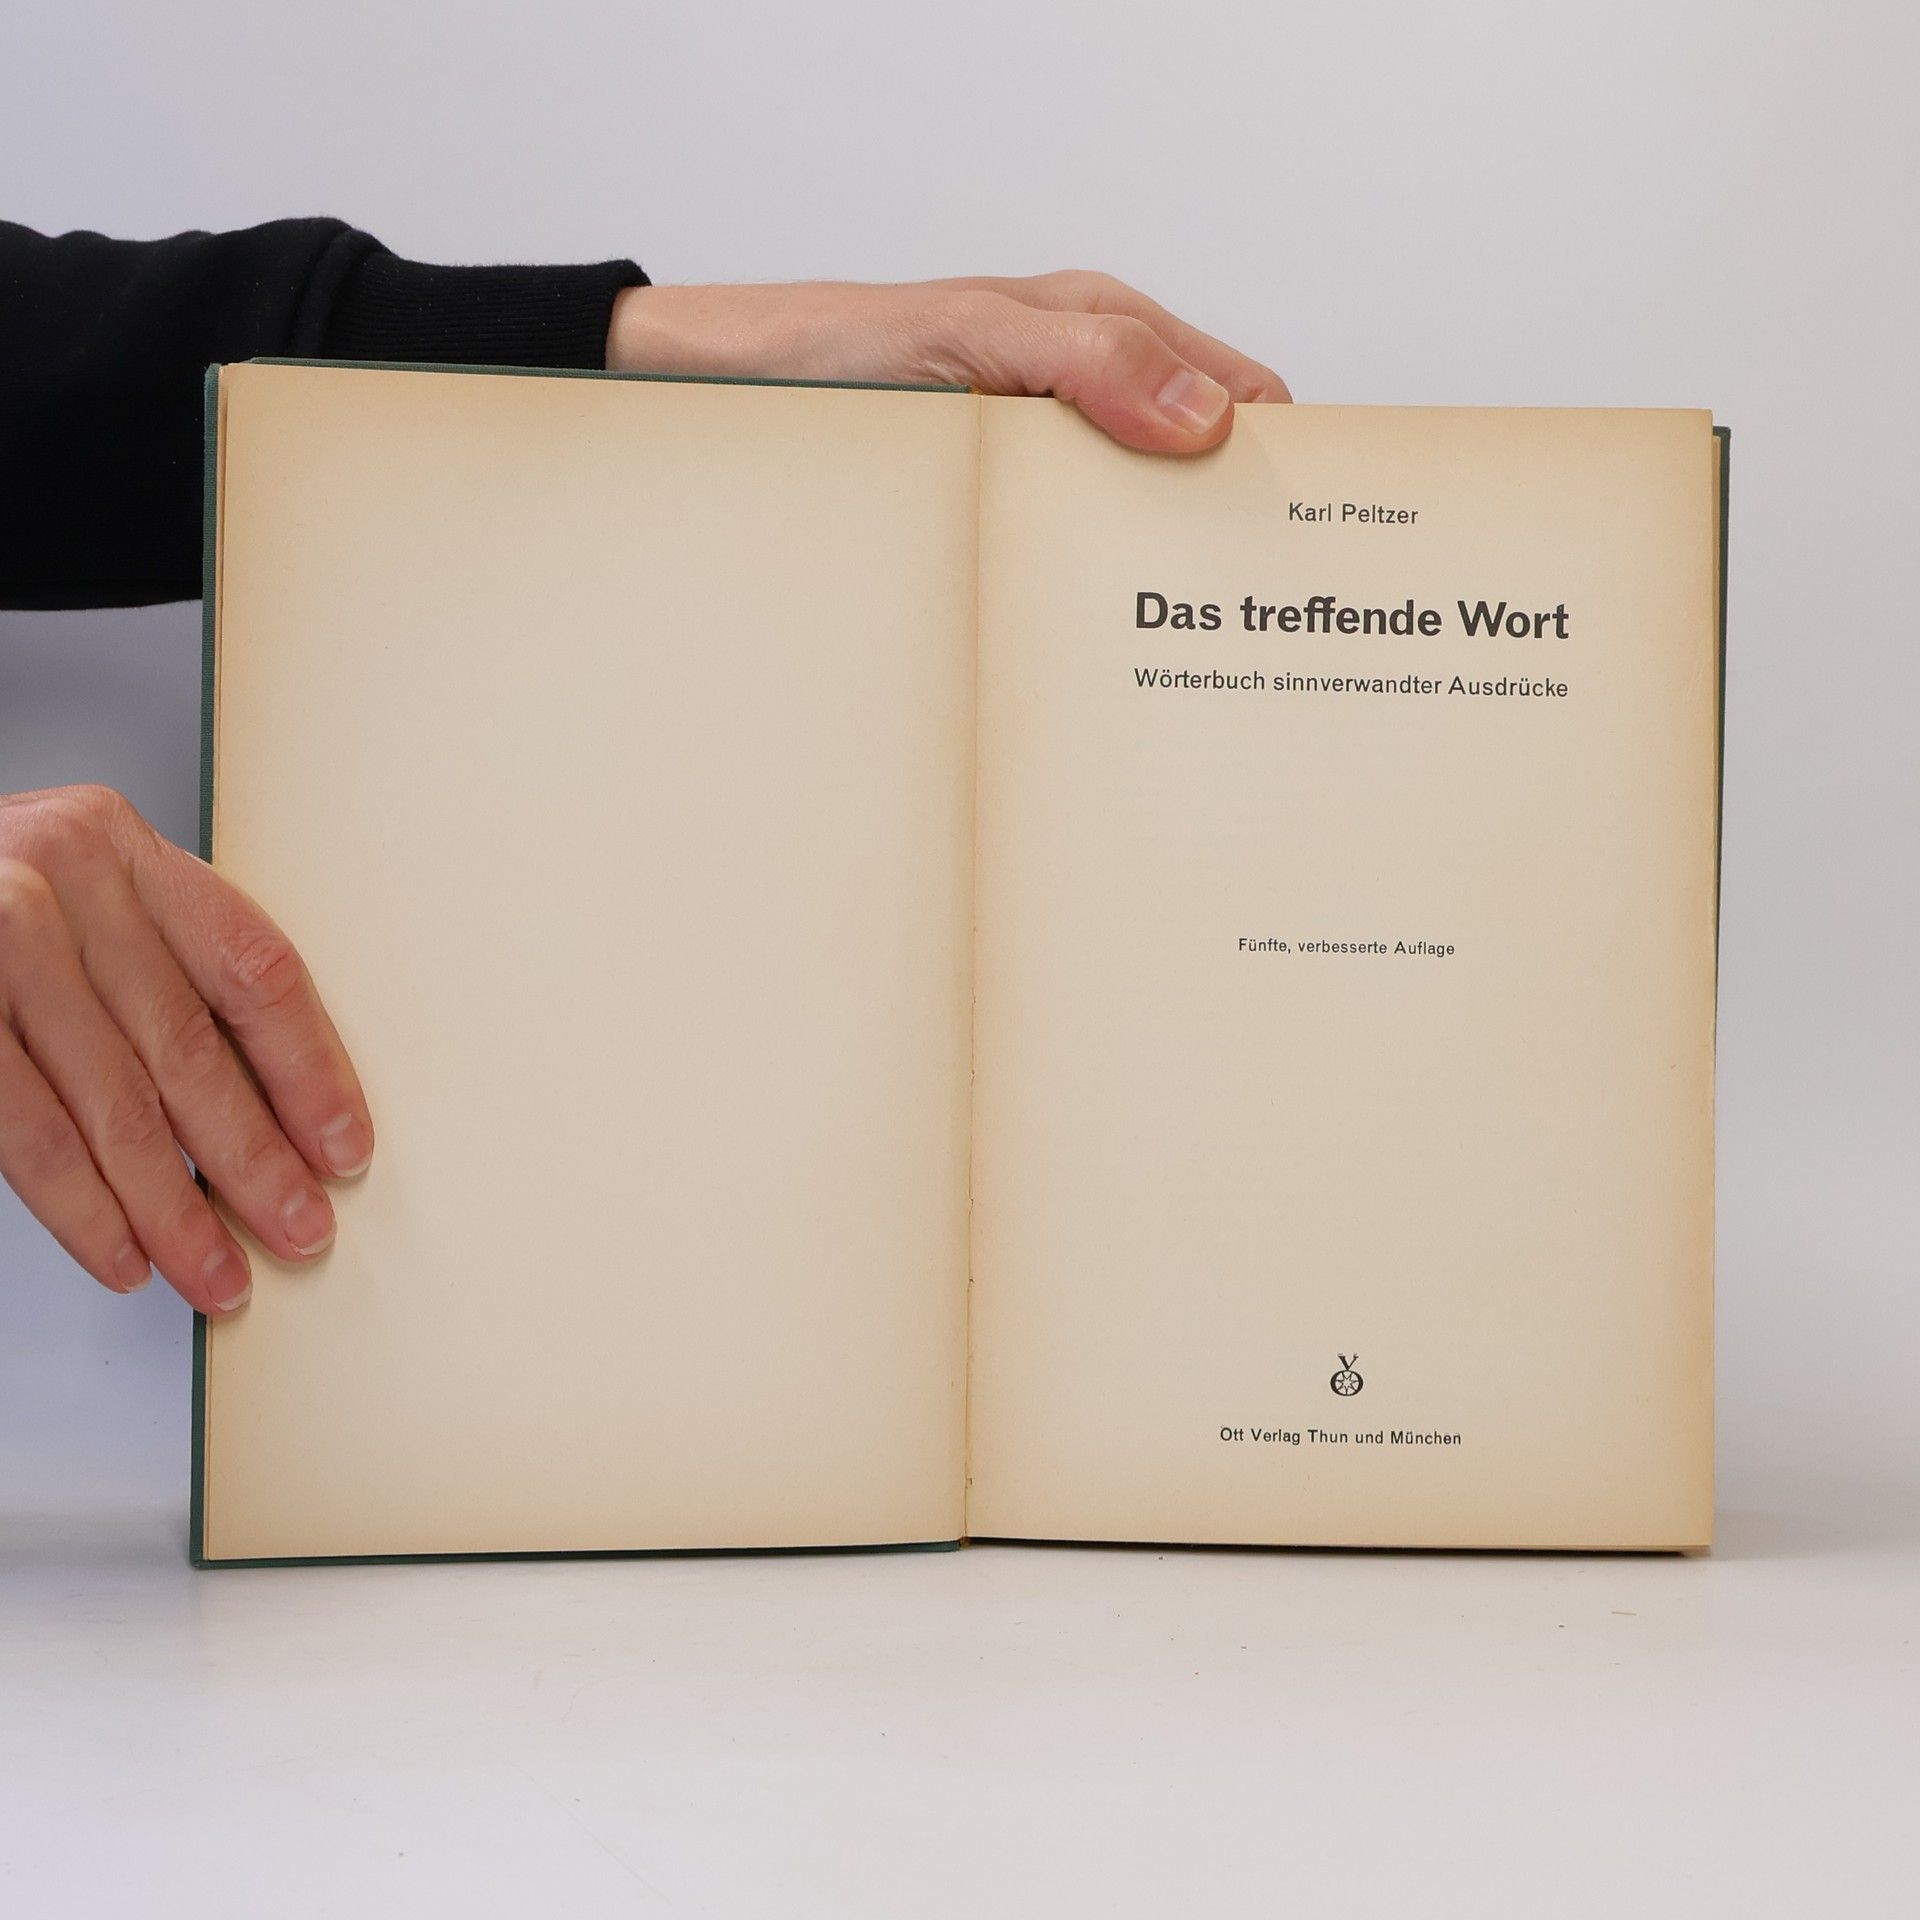 Karl Peltzer
Das treffende Wort
Wörterbuch sinnverwandter Ausdrücke
Fünfte, verbesserte Auflage
Ott Verlag Thun und München